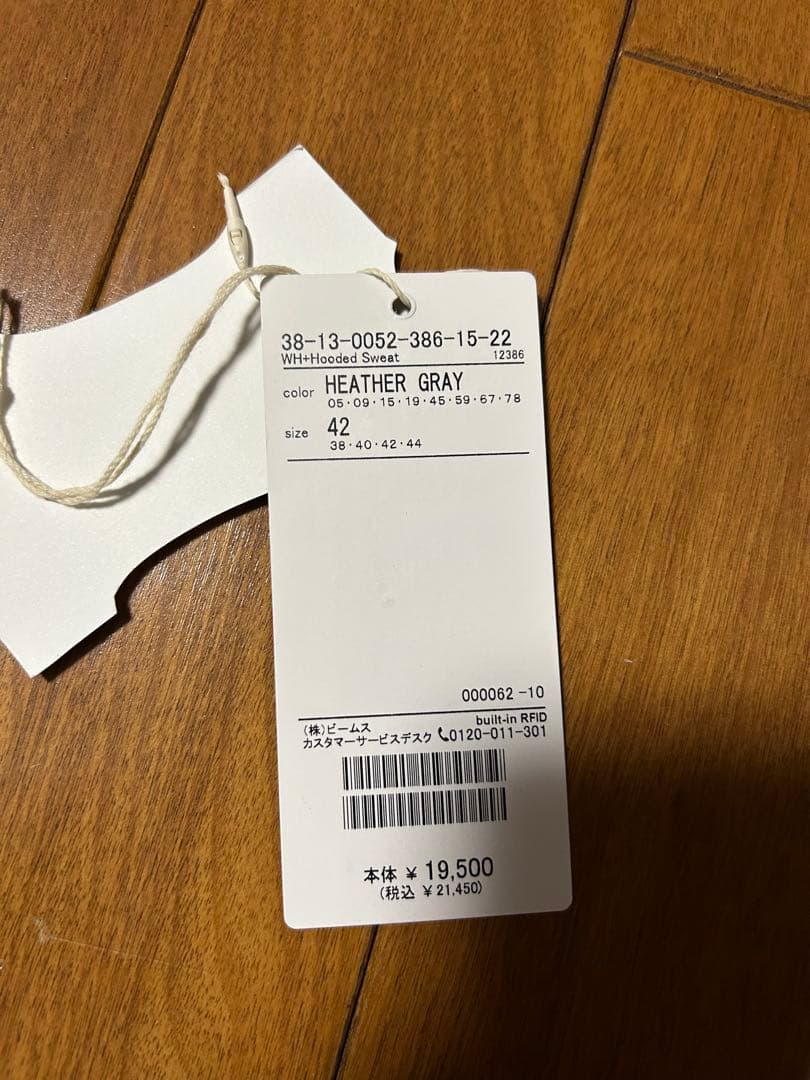 38-13-0052-386-15-22
WH+Hooded Sweat 12386
color HEATHER GRAY
05・09・15・19・45・59・67・78
size 42
38・40・42・44
000062 -10
built-in RFID
(株)ビームス
カスタマーサービスデスク 📞0120-011-301
本体 ¥ 19,500
(税込 ¥21,450)